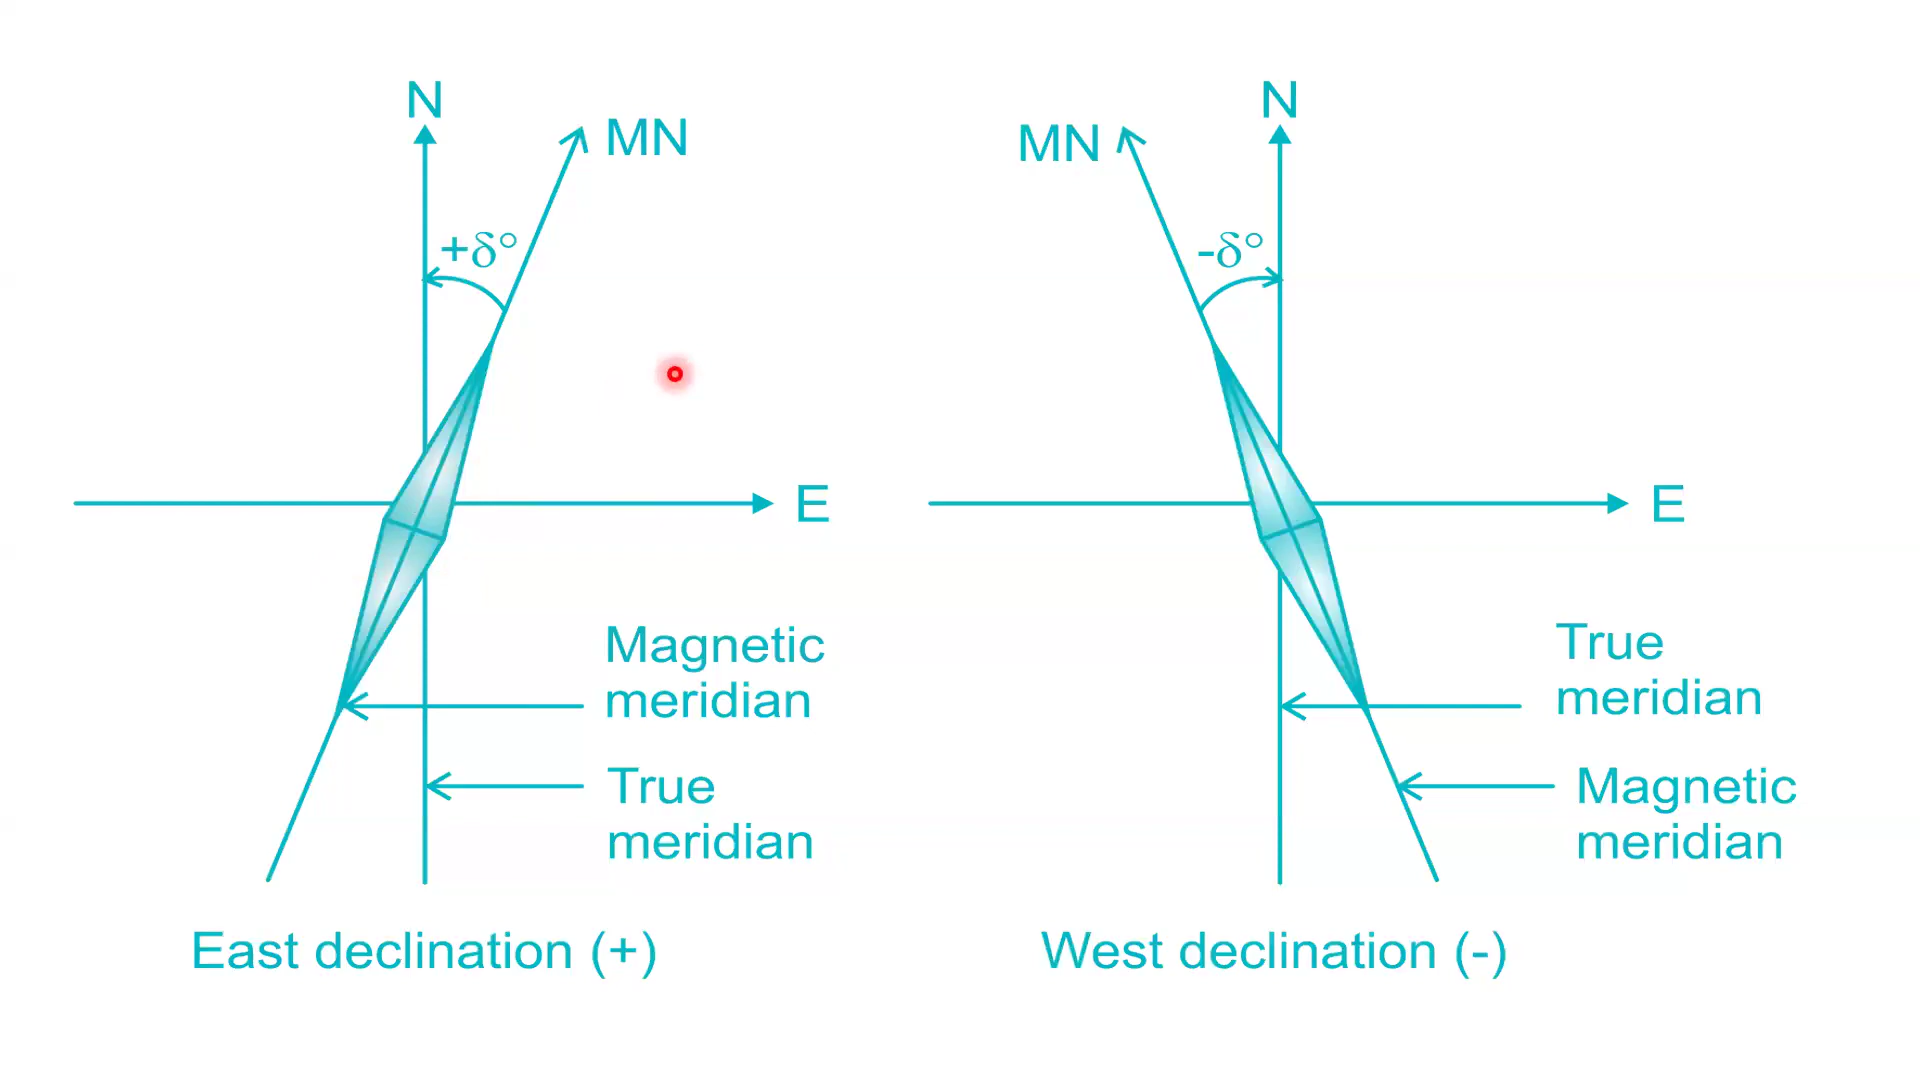 N
MN
+δ°
E
Magnetic
meridian
True
meridian
East declination (+)
N
MN
-δ°
E
True
meridian
Magnetic
meridian
West declination (-)